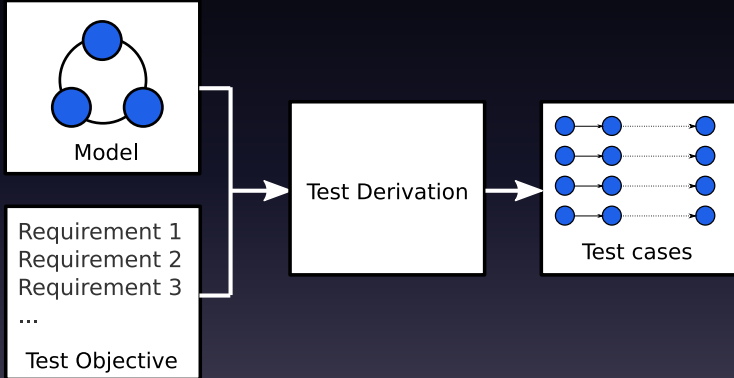 Model
Requirement 1
Requirement 2
Requirement 3
...
Test Objective
Test Derivation
Test cases